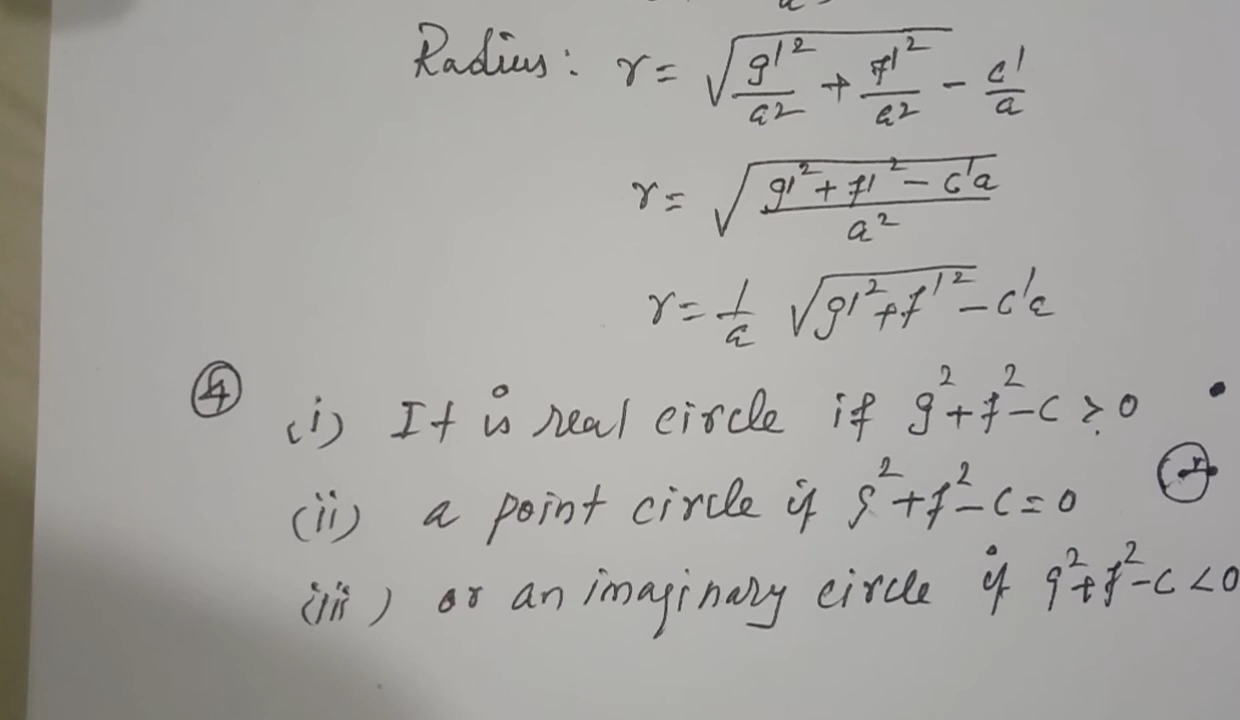 Radius: r = √(g'²/a² + f'²/a² - c'/a)
r = √((g'² + f'² - c'a)/a²)
r = 1/a √(g'² + f'² - c'a)
④ (i) It is real circle if g² + f² - c > 0
(ii) a point circle if g² + f² - c = 0
(iii) or an imaginary circle if g² + f² - c < 0